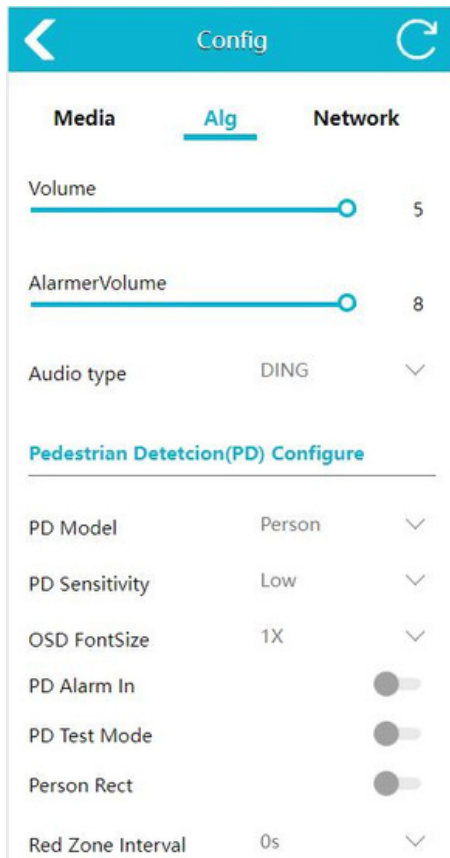 Config
Media Alg Network
Volume
5
AlarmerVolume
8
Audio type DING
Pedestrian Detetcion(PD) Configure
PD Model Person
PD Sensitivity Low
OSD FontSize 1X
PD Alarm In
PD Test Mode
Person Rect
Red Zone Interval 0s